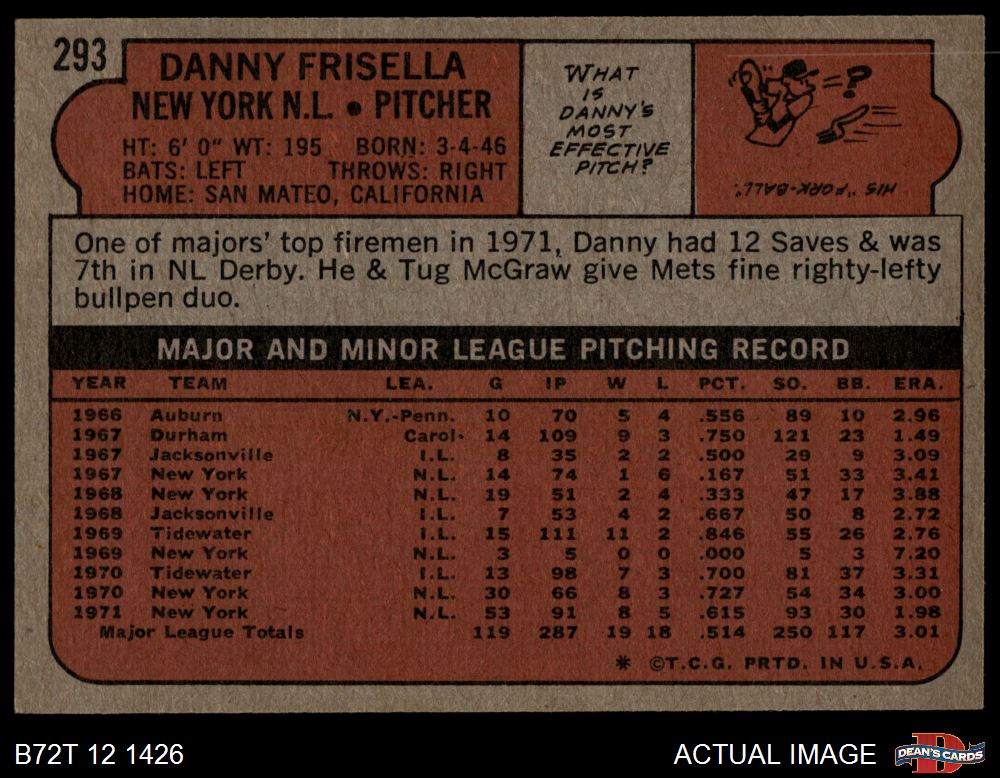 293
DANNY FRISELLA
NEW YORK N.L. • PITCHER
HT: 6' 0" WT: 195 BORN: 3-4-46
BATS: LEFT THROWS: RIGHT
HOME: SAN MATEO, CALIFORNIA
WHAT
IS
DANNY'S
MOST
EFFECTIVE
PITCH?
=?
HIS "FORK-BALL".
One of majors' top firemen in 1971, Danny had 12 Saves & was
7th in NL Derby. He & Tug McGraw give Mets fine righty-lefty
bullpen duo.
MAJOR AND MINOR LEAGUE PITCHING RECORD
YEAR TEAM LEA. G IP W L PCT. SO. BB. ERA.
1966 Auburn N.Y.-Penn. 10 70 5 4 .556 89 10 2.96
1967 Durham Carol. 14 109 9 3 .750 121 23 1.49
1967 Jacksonville I.L. 8 35 2 2 .500 29 9 3.09
1967 New York N.L. 14 74 1 6 .167 51 33 3.41
1968 New York N.L. 19 51 2 4 .333 47 17 3.88
1968 Jacksonville I.L. 7 53 4 2 .667 50 8 2.72
1969 Tidewater I.L. 15 111 11 2 .846 55 26 2.76
1969 New York N.L. 3 5 0 0 .000 5 3 7.20
1970 Tidewater I.L. 13 98 7 3 .700 81 37 3.31
1970 New York N.L. 30 66 8 3 .727 54 34 3.00
1971 New York N.L. 53 91 8 5 .615 93 30 1.98
Major League Totals 119 287 19 18 .514 250 117 3.01
* ©T.C.G. PRTD. IN U.S.A.
B72T 12 1426
ACTUAL IMAGE
DEAN'S CARDS